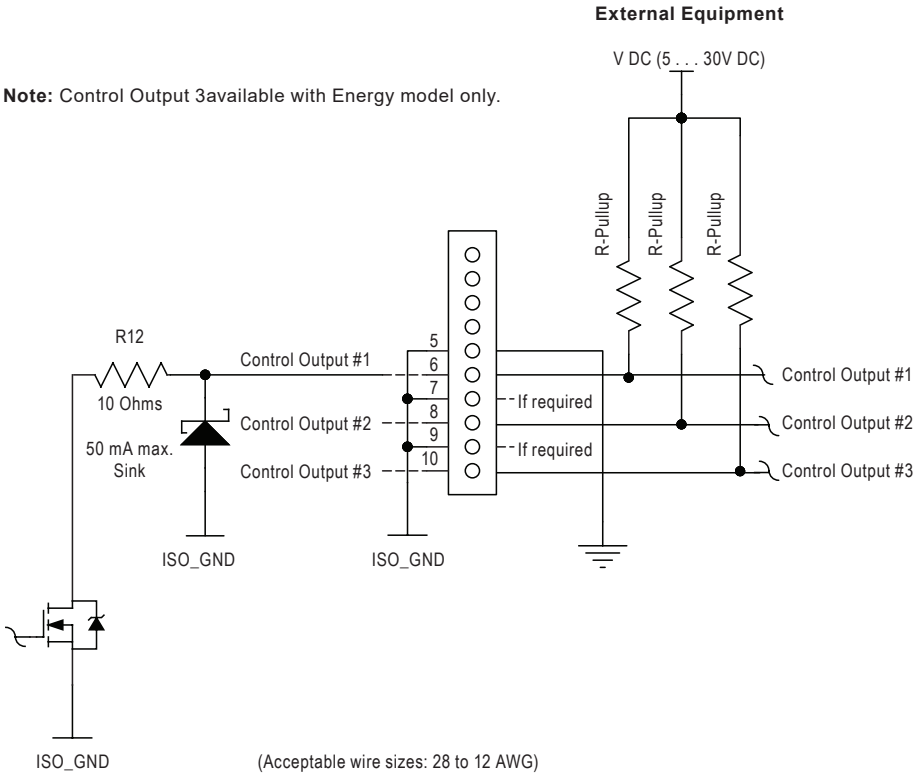 External Equipment
V DC (5 . . . 30V DC)
Note: Control Output 3available with Energy model only.
R-Pullup
R-Pullup
R-Pullup
R12
10 Ohms
50 mA max.
Sink
Control Output #1
Control Output #2
Control Output #3
5
6
7
8
9
10
If required
If required
Control Output #1
Control Output #2
Control Output #3
ISO_GND
ISO_GND
ISO_GND
(Acceptable wire sizes: 28 to 12 AWG)